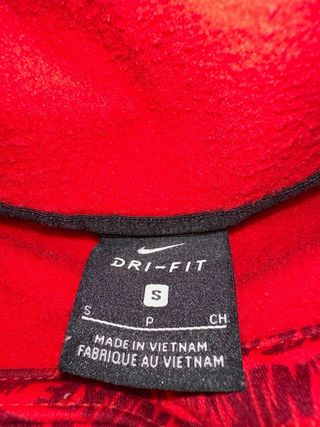 DRI-FIT
S
S P CH
MADE IN VIETNAM
FABRIQUE AU VIETNAM